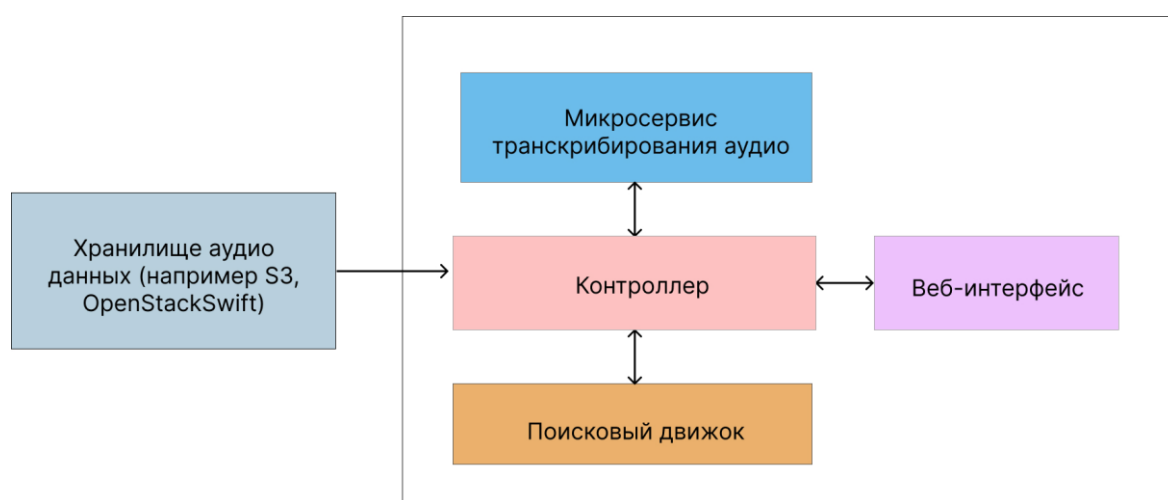 Микросервис
транскрибирования аудио
Хранилище аудио
данных (например S3,
OpenStackSwift)
Контроллер
Веб-интерфейс
Поисковый движок